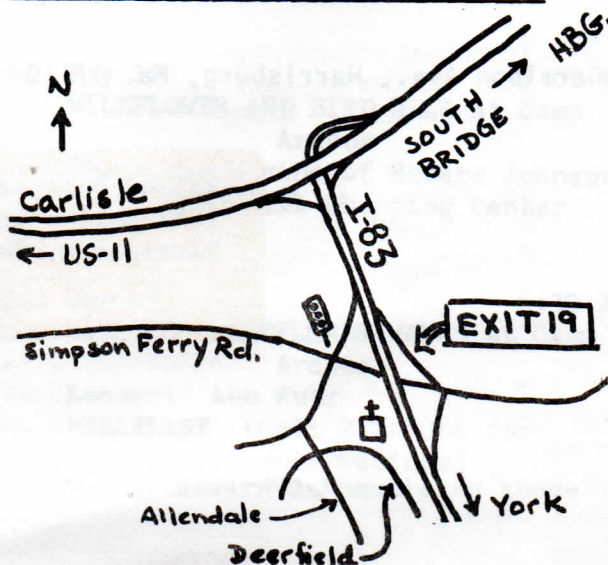 HBG.
N
SOUTH
BRIDGE
Carlisle
I-83
← US-11
EXIT 19
Simpson Ferry Rd.
York
Allendale
Deerfield